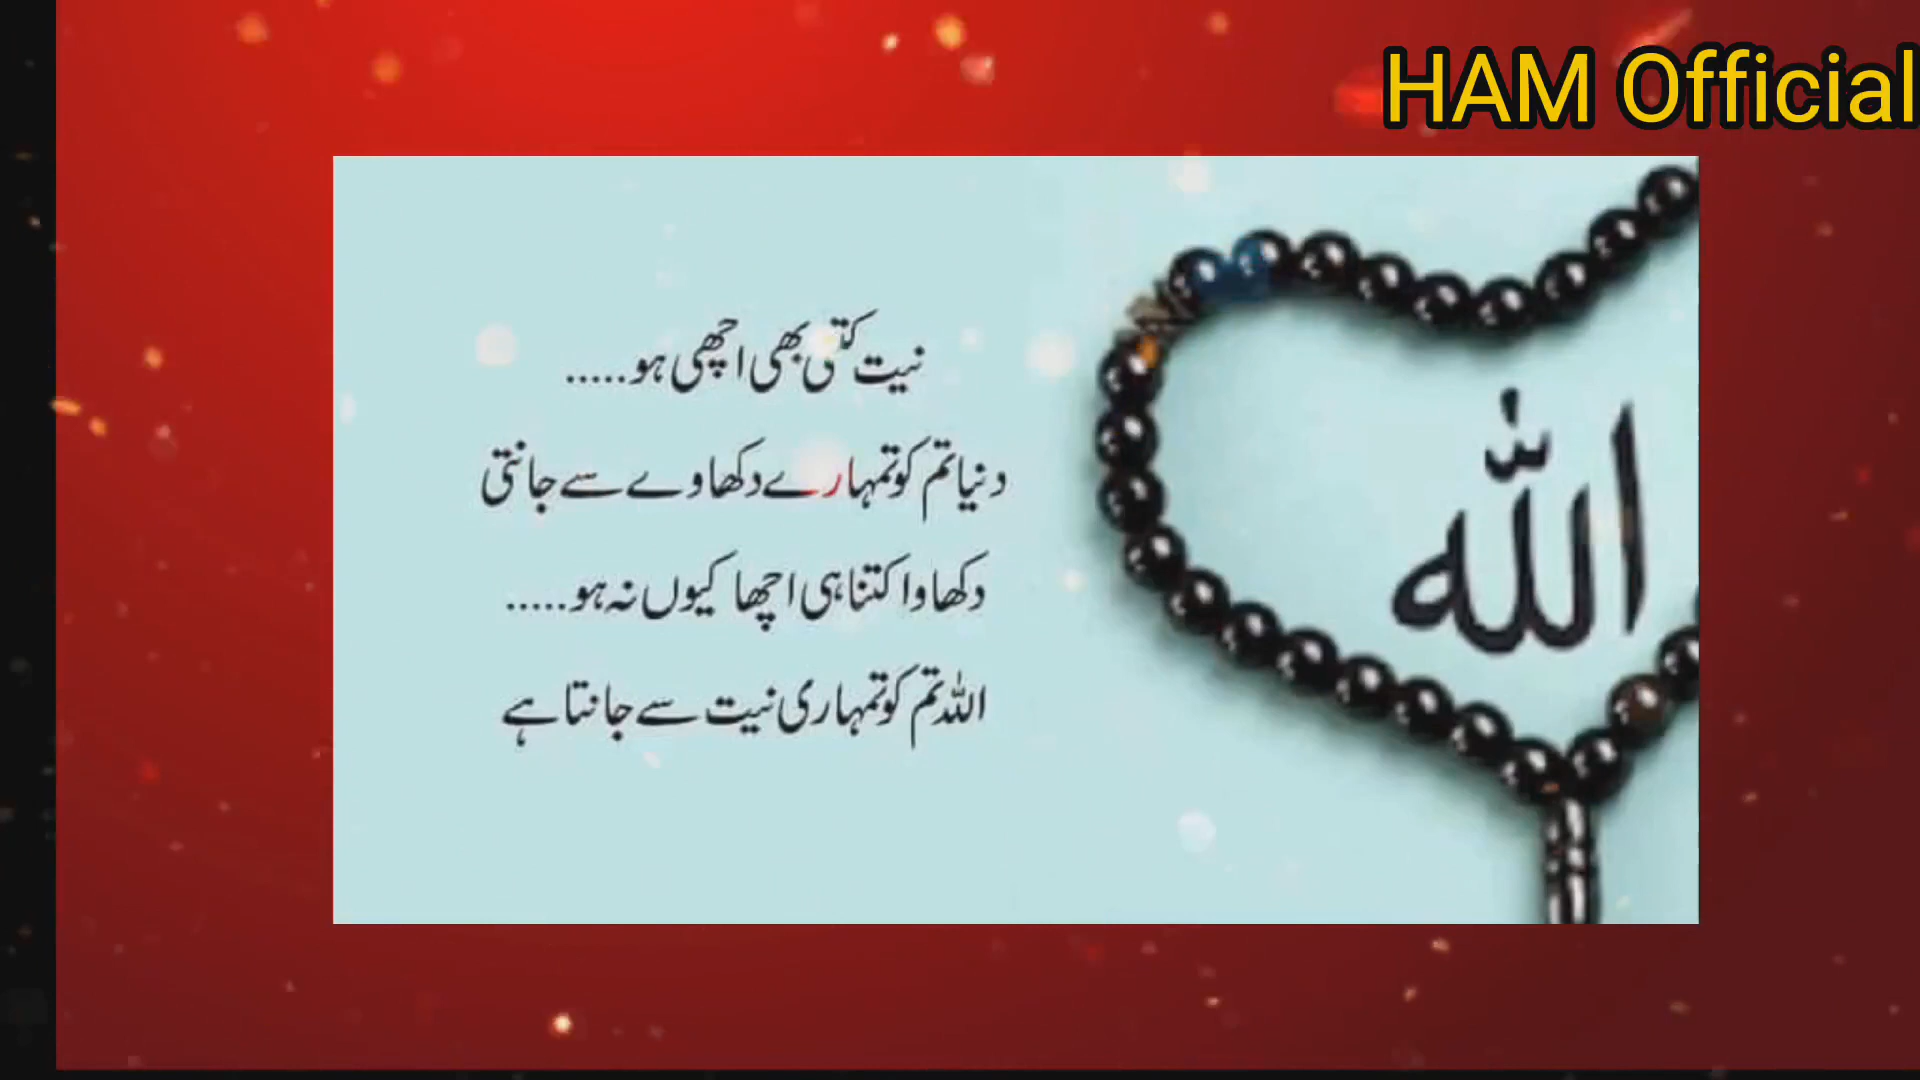 HAM Official
نیت کتنی بھی اچھی ہو.....
دنیا تم کو تمہارے دکھاوے سے جانتی
دکھاوا کتنا ہی اچھا کیوں نہ ہو.....
اللہ تم کو تمہاری نیت سے جانتا ہے
الله